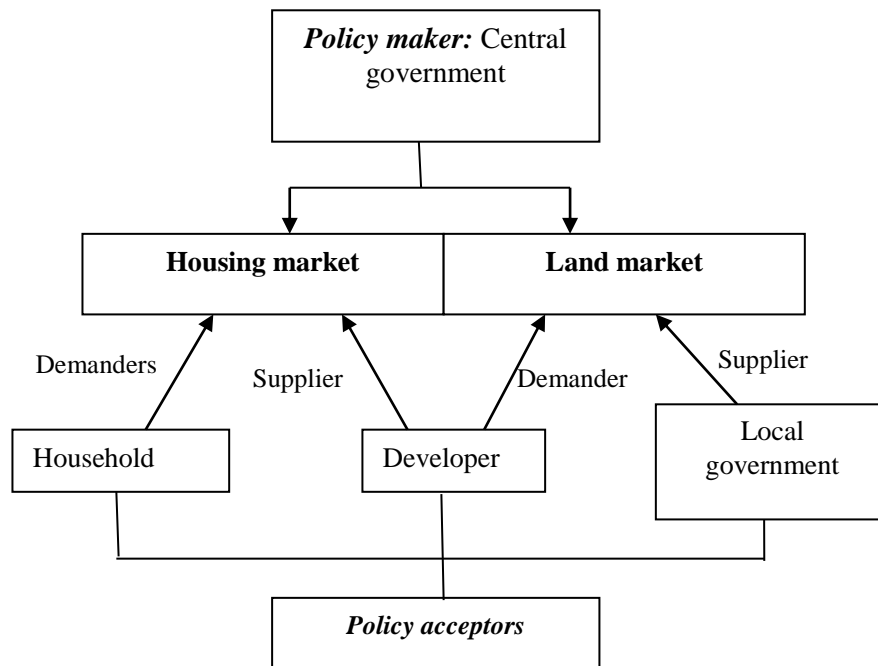 Policy maker: Central
government
Housing market
Land market
Demanders
Supplier
Demander
Supplier
Household
Developer
Local
government
Policy acceptors